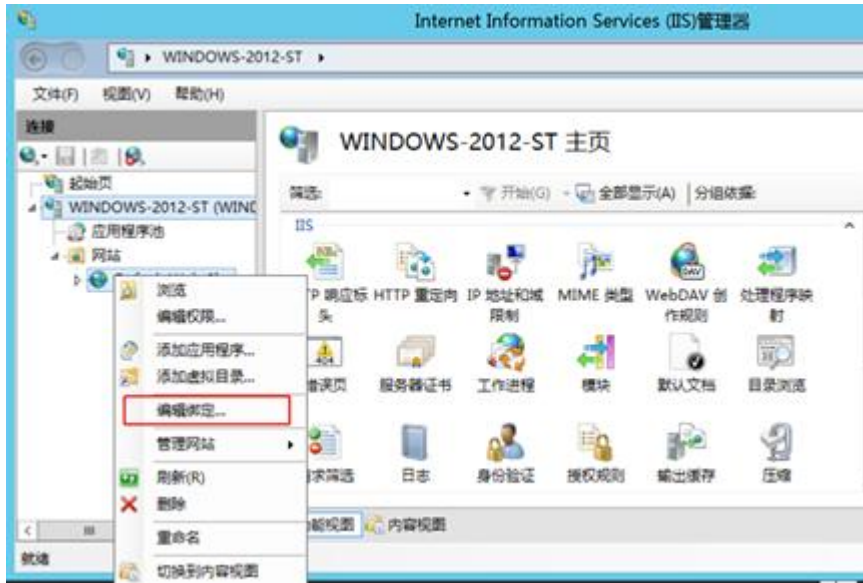 Internet Information Services (IIS)管理器
WINDOWS-2012-ST
文件(F) 视图(V) 帮助(H)
连接
起始页
WINDOWS-2012-ST (WIND
应用程序池
网站
WINDOWS-2012-ST 主页
筛选: 开始(G) 全部显示(A) 分组依据:
IIS
响应标头
HTTP 重定向
IP 地址和域限制
MIME 类型
WebDAV 创作规则
处理程序映射
404
错误页
服务器证书
工作进程
模块
默认文档
目录浏览
求筛选
日志
身份验证
授权规则
输出缓存
压缩
浏览
编辑权限...
添加应用程序...
添加虚拟目录...
编辑绑定...
管理网站
刷新(R)
删除
重命名
切换到内容视图
能视图 内容视图
就绪